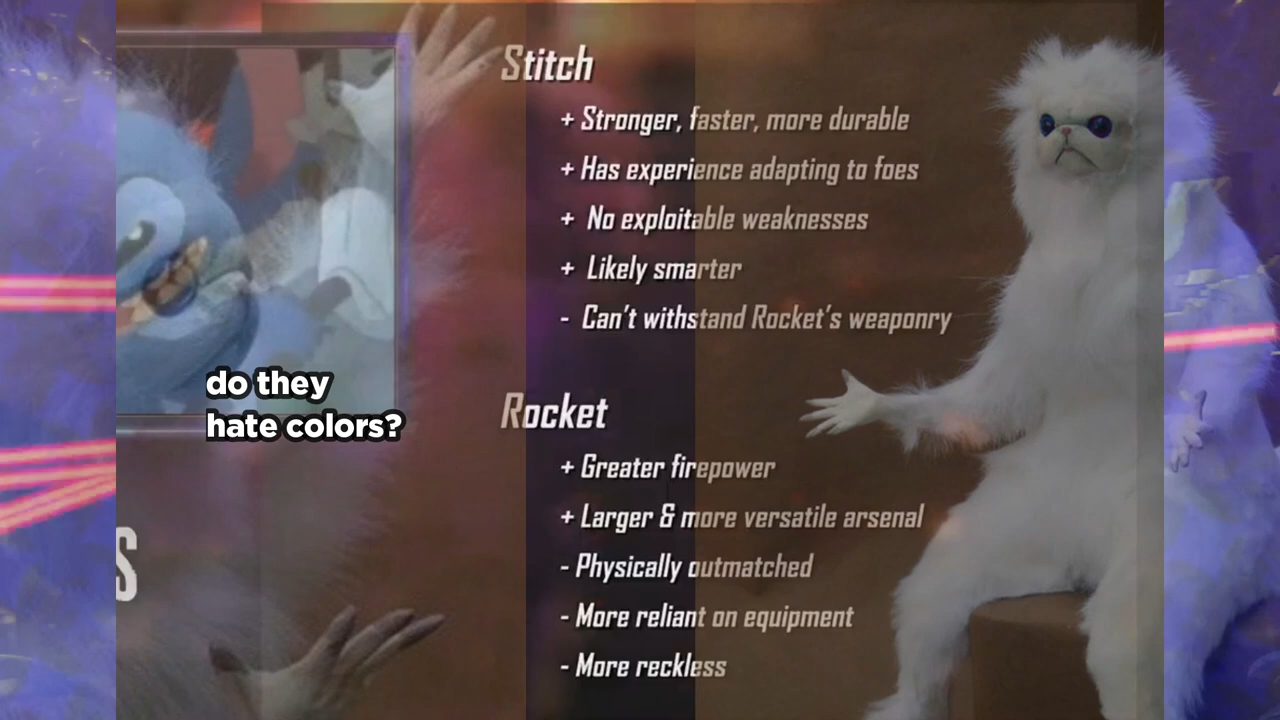 Stitch
+ Stronger, faster, more durable
+ Has experience adapting to foes
+ No exploitable weaknesses
+ Likely smarter
- Can't withstand Rocket's weaponry
do they
hate colors?
Rocket
+ Greater firepower
+ Larger & more versatile arsenal
- Physically outmatched
- More reliant on equipment
- More reckless
S